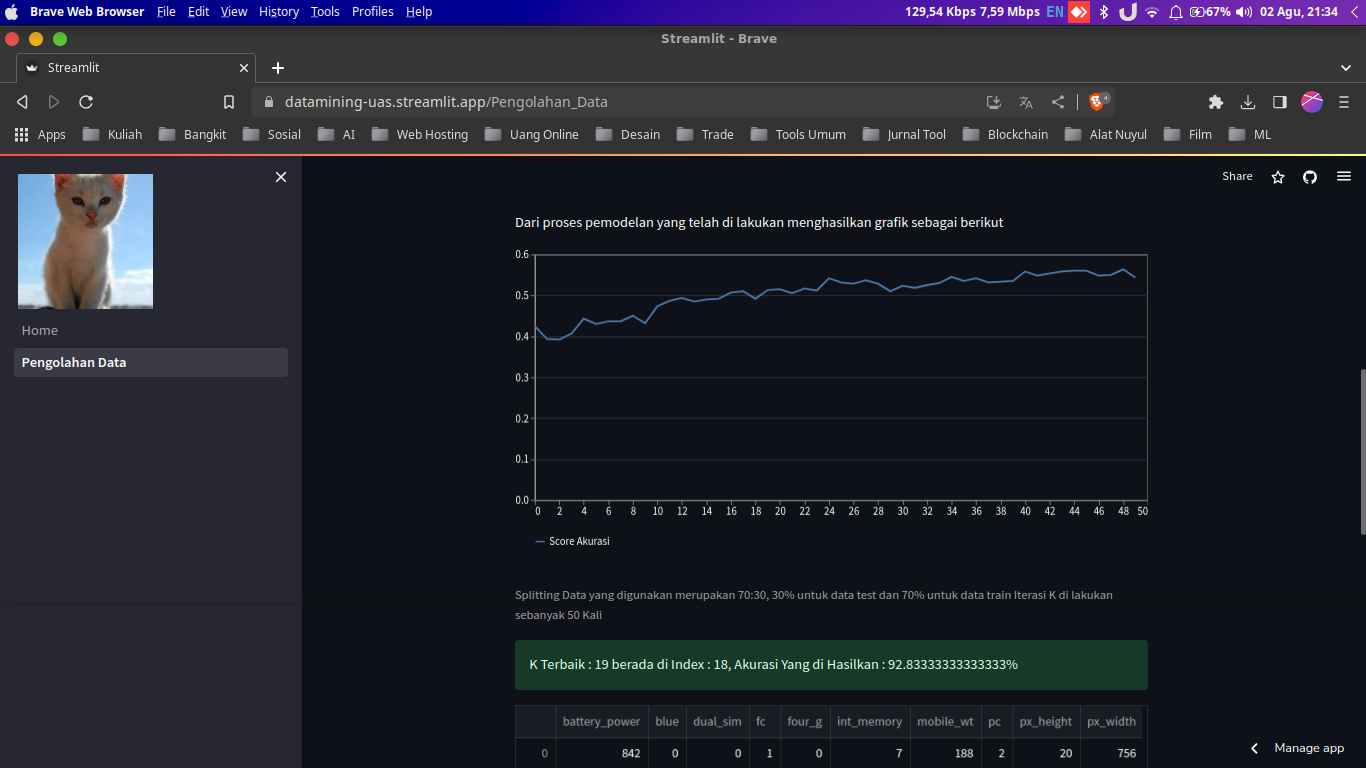 Brave Web Browser File Edit View History Tools Profiles Help 129,54 Kbps 7,59 Mbps EN 67% 02 Agu, 21:34
Streamlit - Brave
Streamlit
datamining-uas.streamlit.app/Pengolahan_Data 4
Apps Kuliah Bangkit Sosial AI Web Hosting Uang Online Desain Trade Tools Umum Jurnal Tool Blockchain Alat Nuyul Film ML
Share
Home
Pengolahan Data
Dari proses pemodelan yang telah di lakukan menghasilkan grafik sebagai berikut
0.6
0.5
0.4
0.3
0.2
0.1
0.0
0 2 4 6 8 10 12 14 16 18 20 22 24 26 28 30 32 34 36 38 40 42 44 46 48 50
Score Akurasi
Splitting Data yang digunakan merupakan 70:30, 30% untuk data test dan 70% untuk data train Iterasi K di lakukan
sebanyak 50 Kali
K Terbaik : 19 berada di Index : 18, Akurasi Yang di Hasilkan : 92.83333333333333%
battery_power blue dual_sim fc four_g int_memory mobile_wt pc px_height px_width
0 842 0 0 1 0 7 188 2 20 756
Manage app